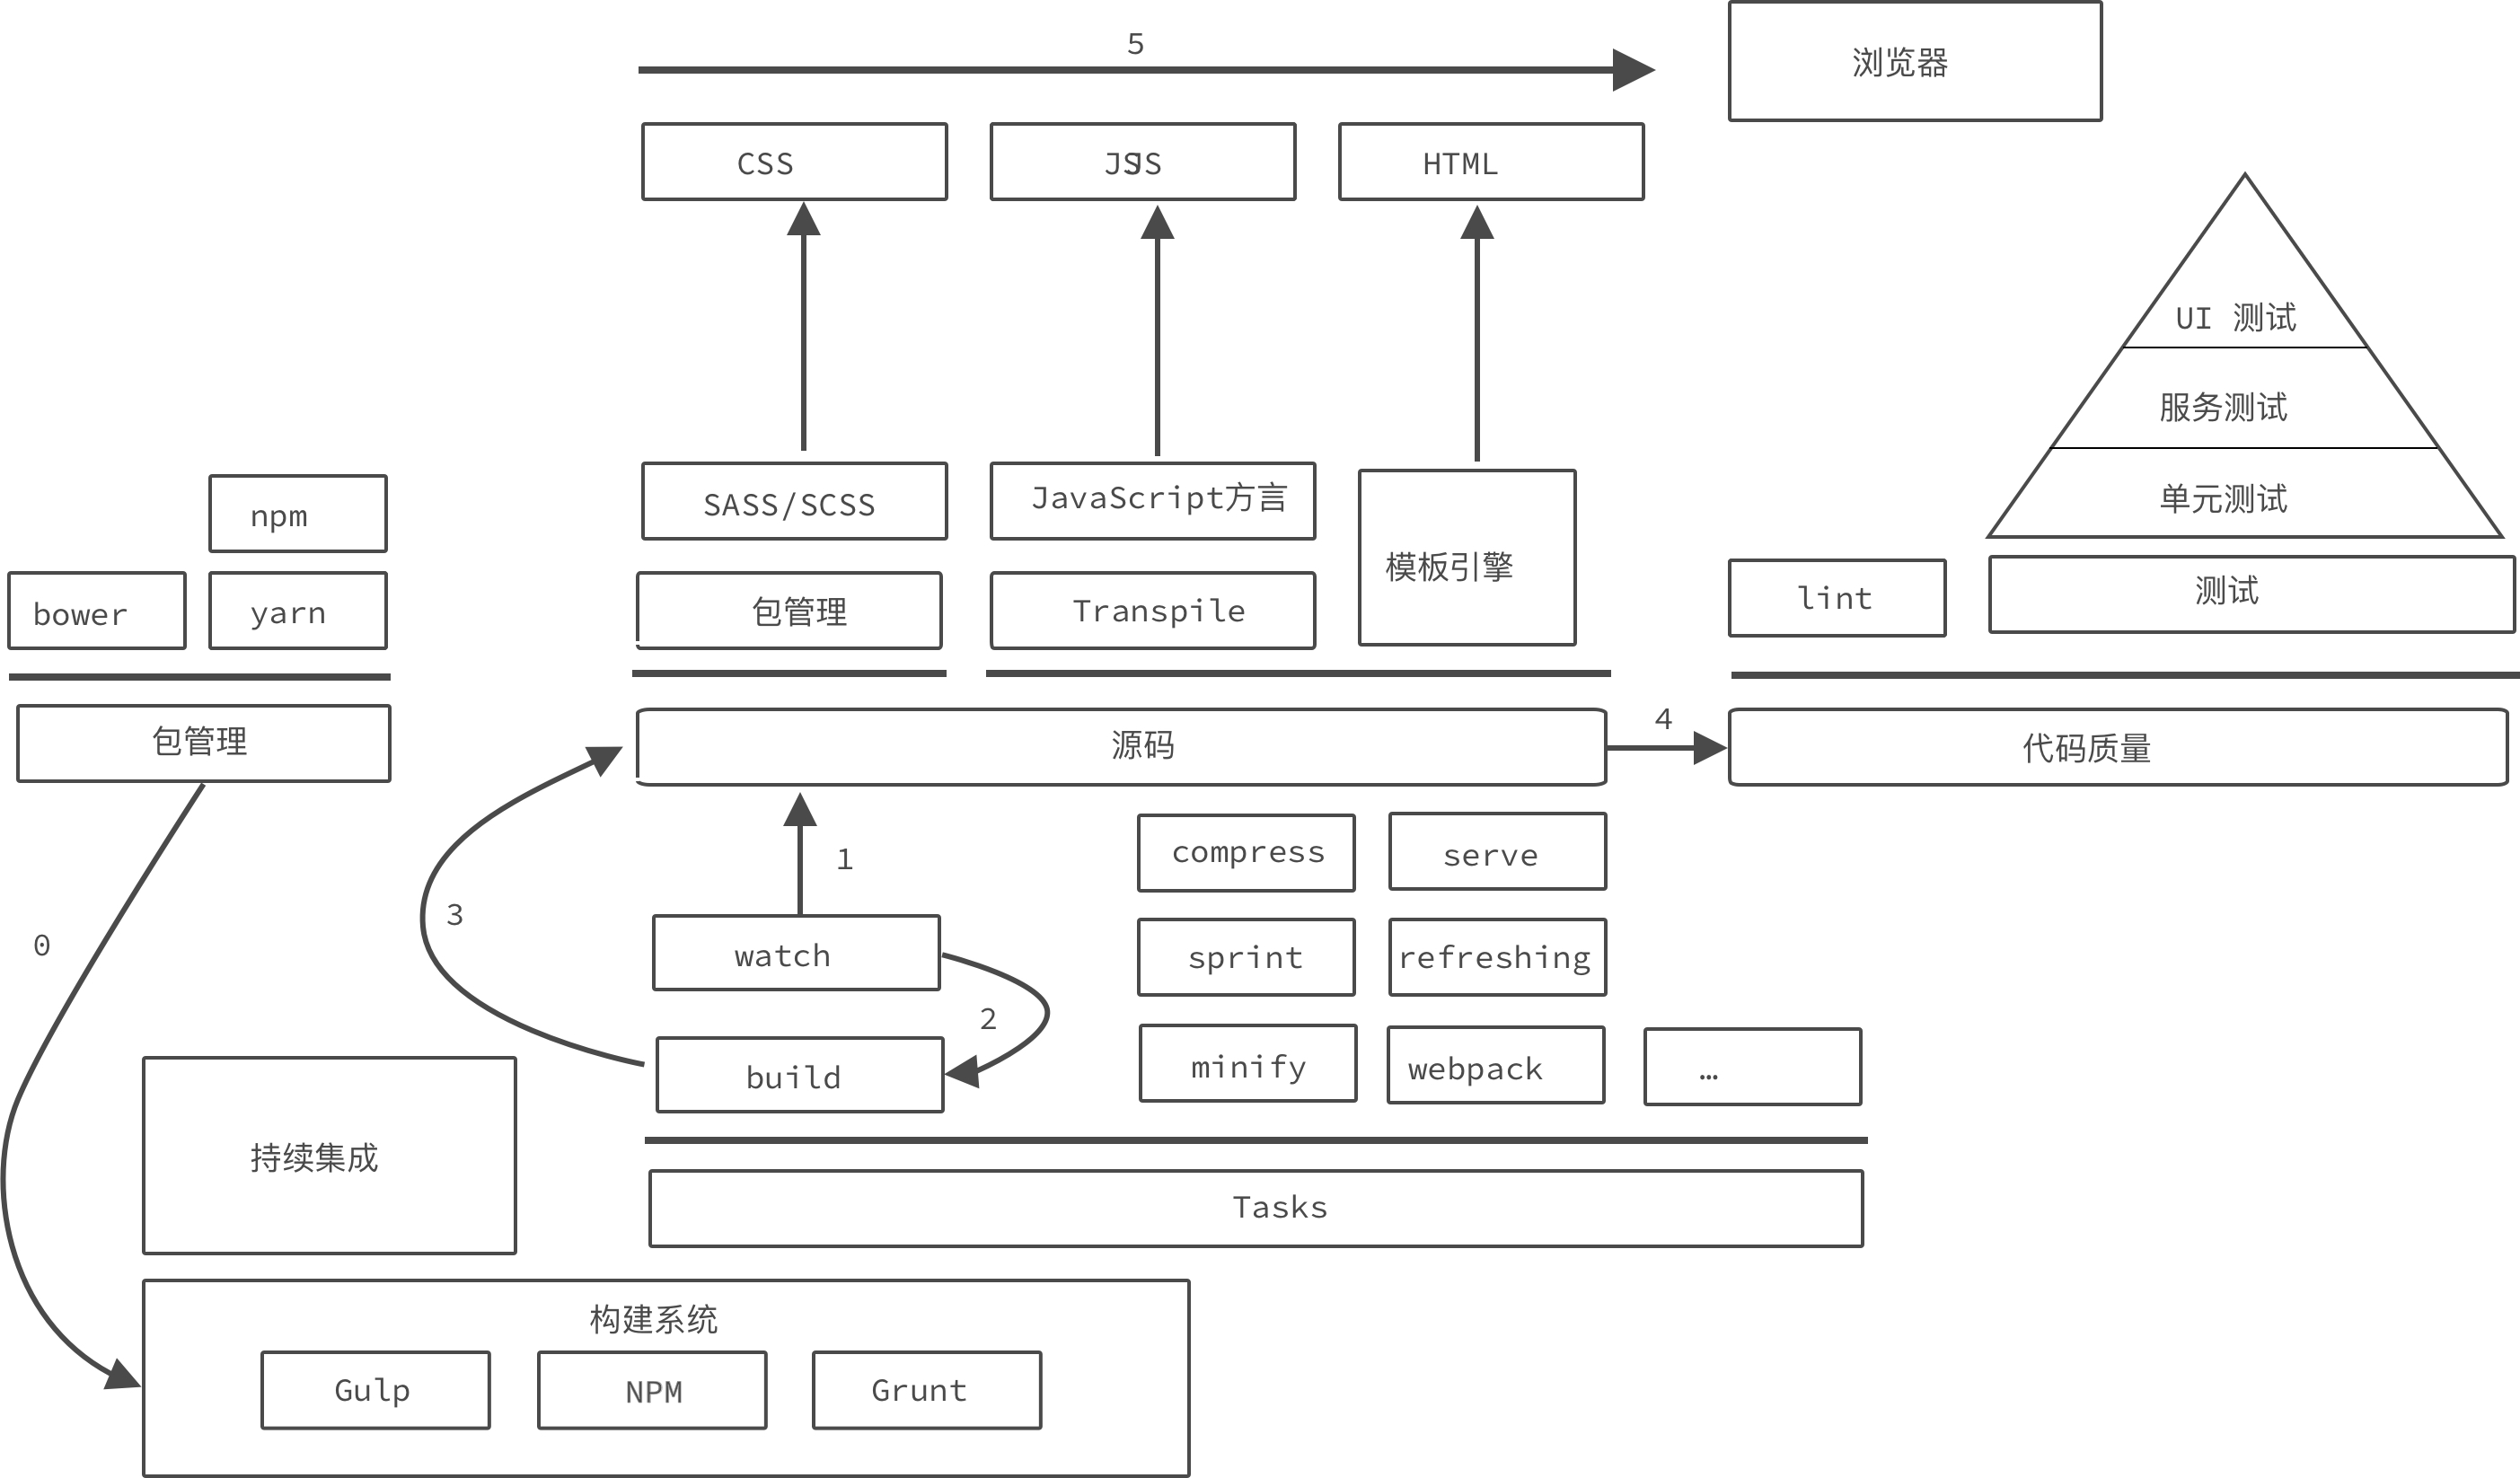 5
浏览器
CSS
JS
HTML
UI 测试
服务测试
单元测试
npm
SASS/SCSS
JavaScript方言
模板引擎
bower
yarn
包管理
Transpile
lint
测试
包管理
源码
4
代码质量
1
compress
serve
3
0
watch
sprint
refreshing
2
build
minify
webpack
…
持续集成
Tasks
构建系统
Gulp
NPM
Grunt